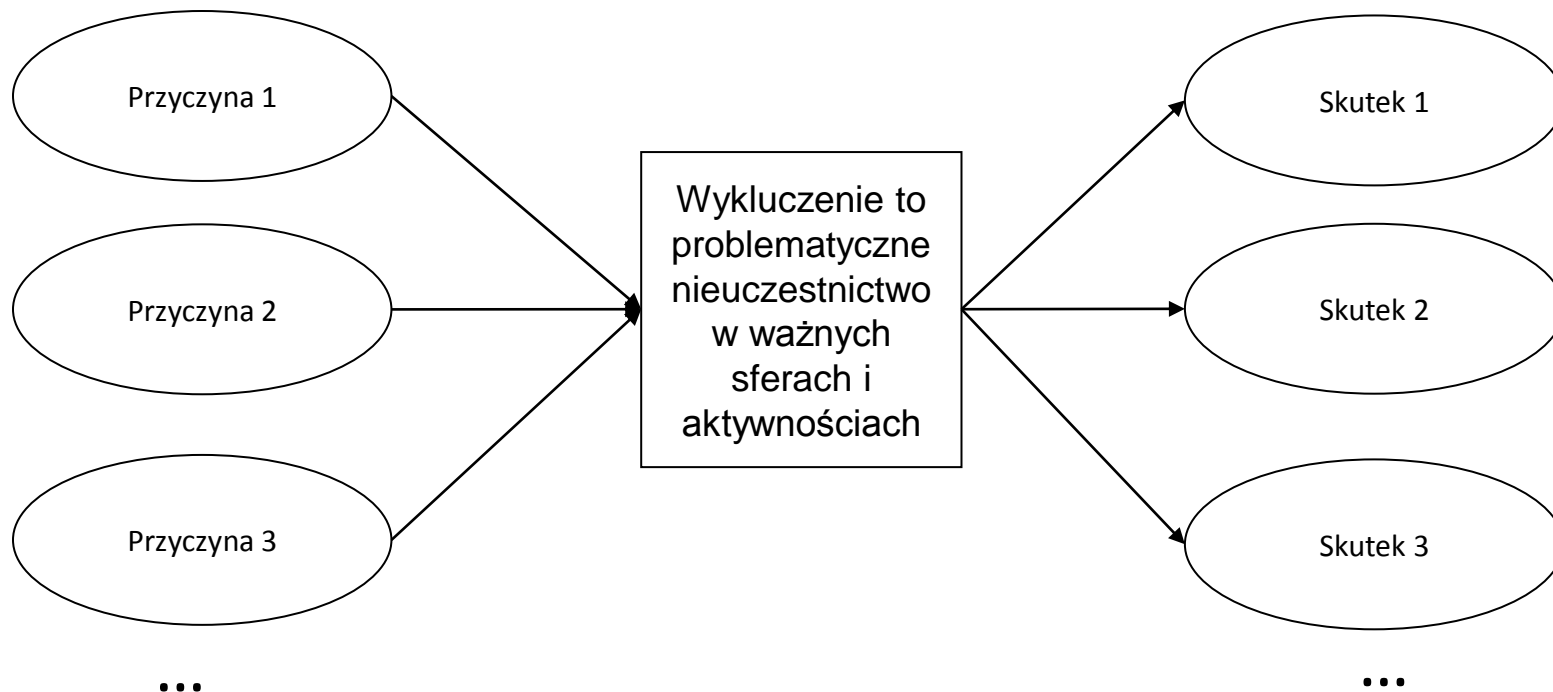 Przyczyna 1
Przyczyna 2
Przyczyna 3
...
Wykluczenie to
problematyczne
nieuczestnictwo
w ważnych
sferach i
aktywnościach
Skutek 1
Skutek 2
Skutek 3
...